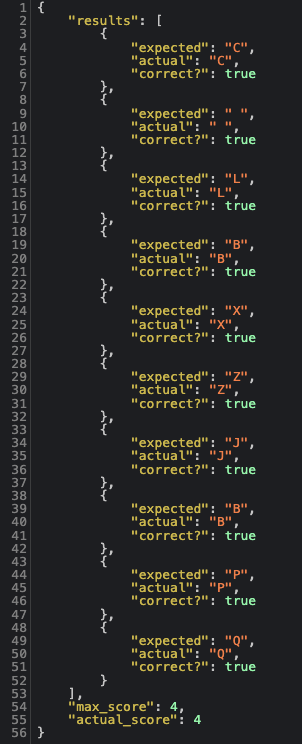 1 {
2     "results": [
3         {
4             "expected": "C",
5             "actual": "C",
6             "correct?": true
7         },
8         {
9             "expected": " ",
10             "actual": " ",
11             "correct?": true
12         },
13         {
14             "expected": "L",
15             "actual": "L",
16             "correct?": true
17         },
18         {
19             "expected": "B",
20             "actual": "B",
21             "correct?": true
22         },
23         {
24             "expected": "X",
25             "actual": "X",
26             "correct?": true
27         },
28         {
29             "expected": "Z",
30             "actual": "Z",
31             "correct?": true
32         },
33         {
34             "expected": "J",
35             "actual": "J",
36             "correct?": true
37         },
38         {
39             "expected": "B",
40             "actual": "B",
41             "correct?": true
42         },
43         {
44             "expected": "P",
45             "actual": "P",
46             "correct?": true
47         },
48         {
49             "expected": "Q",
50             "actual": "Q",
51             "correct?": true
52         }
53     ],
54     "max_score": 4,
55     "actual_score": 4
56 }